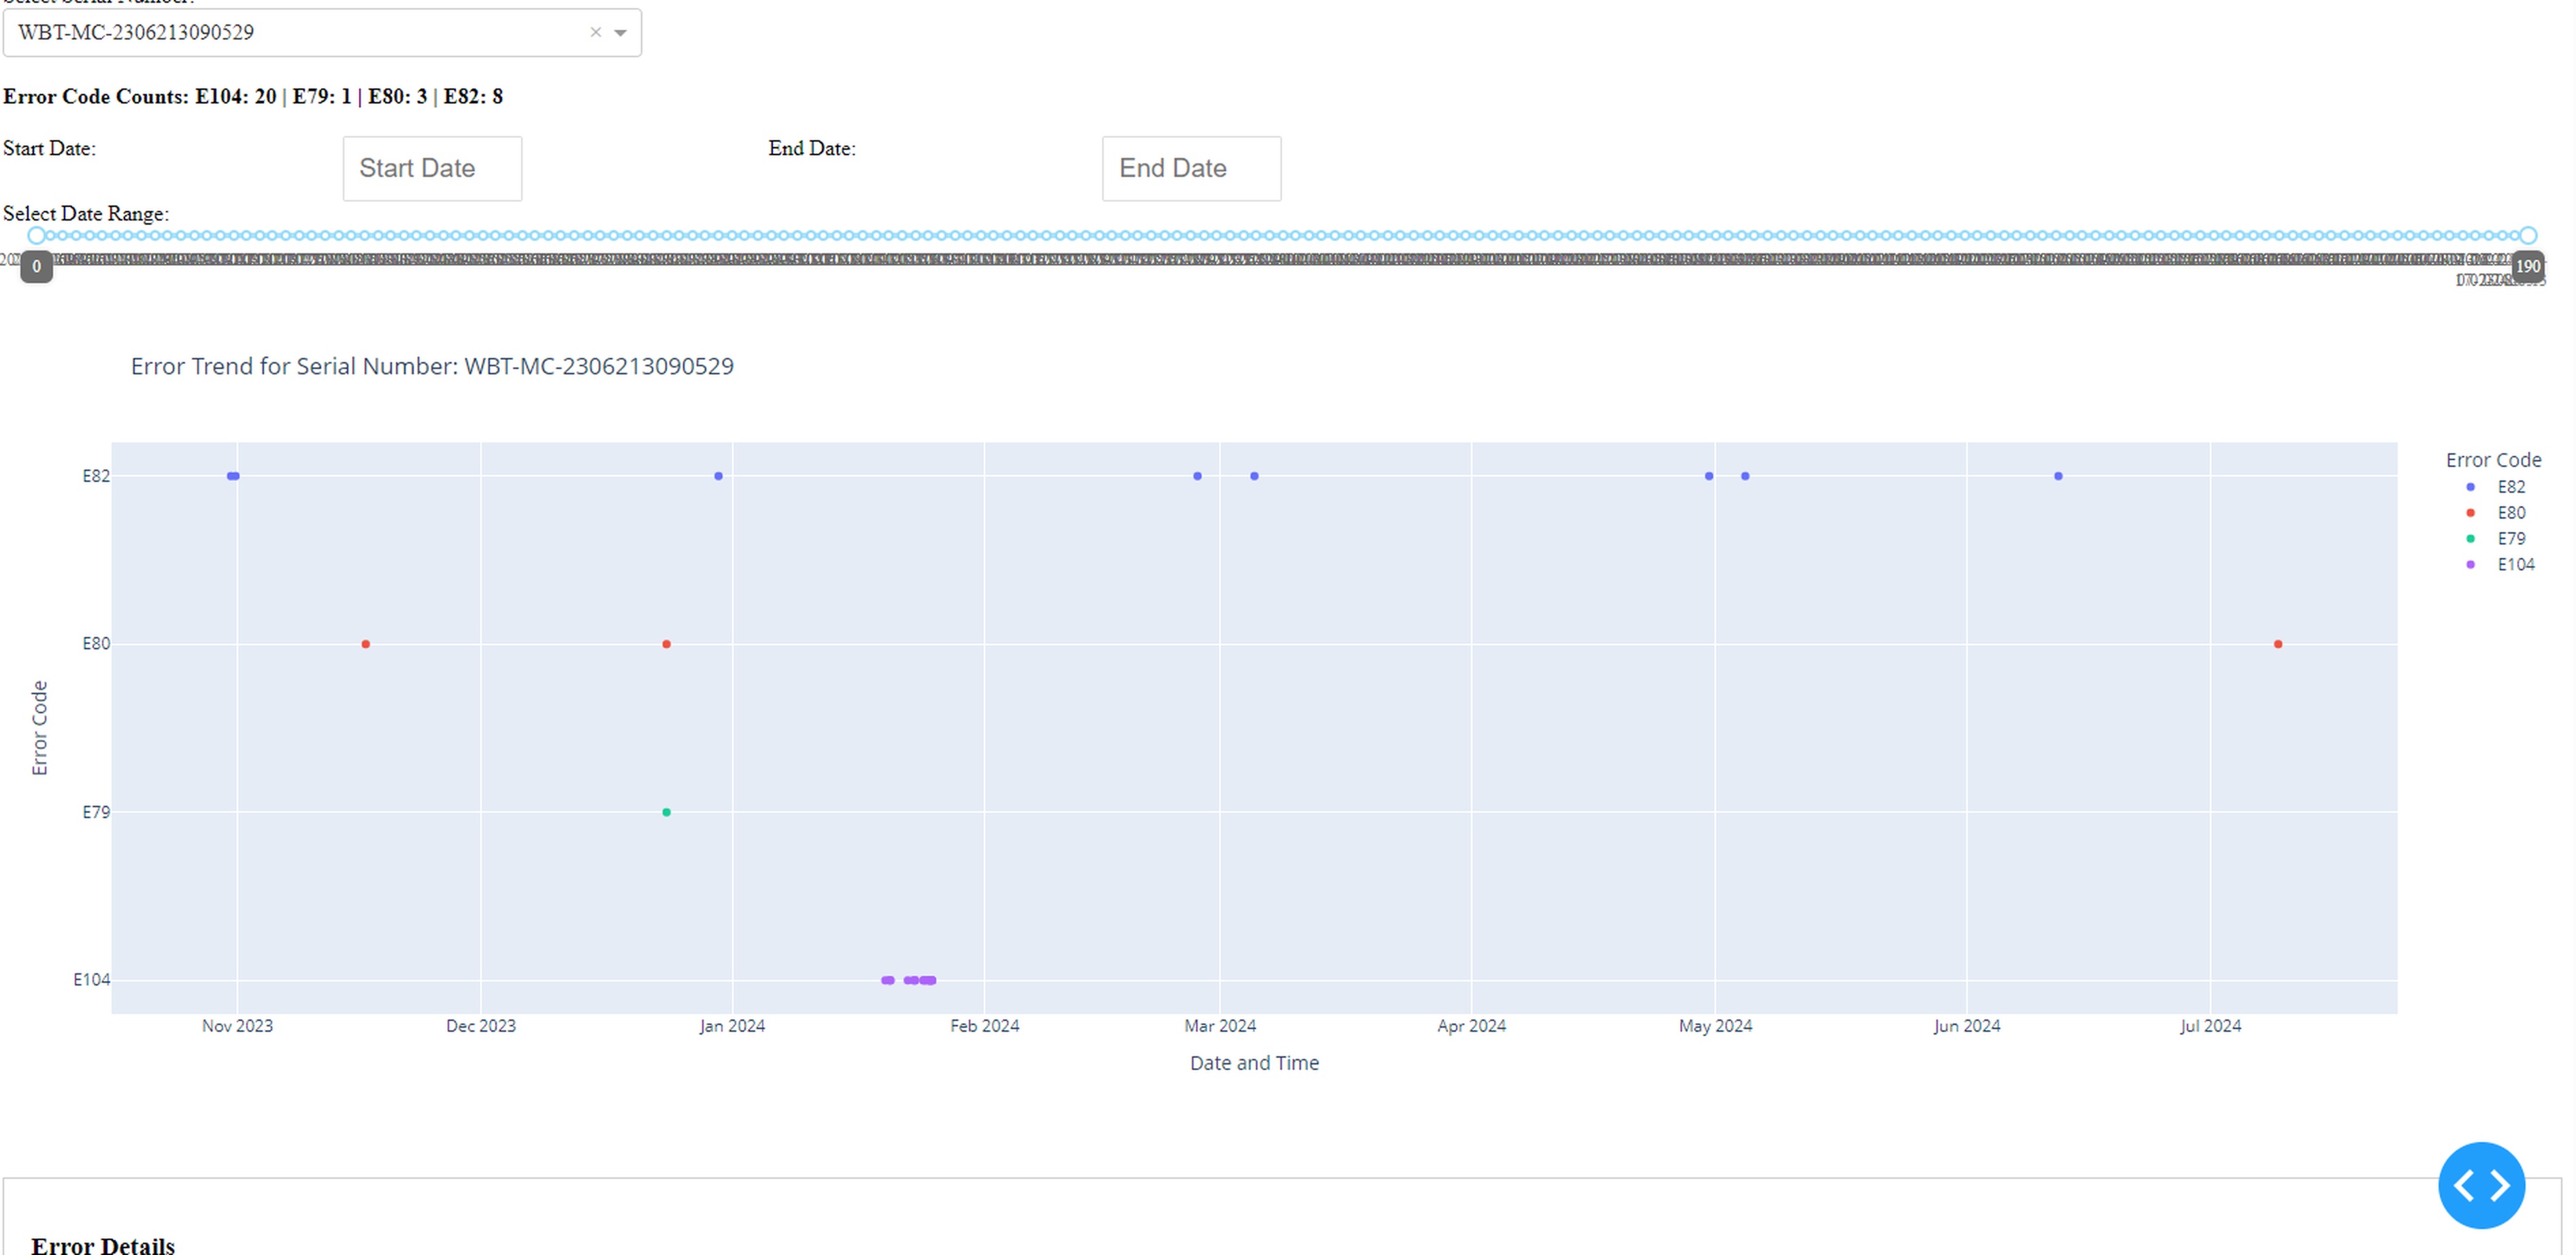 Select Serial Number:
WBT-MC-2306213090529 ×
Error Code Counts: E104: 20 | E79: 1 | E80: 3 | E82: 8
Start Date: Start Date End Date: End Date
Select Date Range:
0 190
Error Trend for Serial Number: WBT-MC-2306213090529
Error Code
E82
E80
E79
E104
E82
E80
E79
E104
Error Code
Nov 2023 Dec 2023 Jan 2024 Feb 2024 Mar 2024 Apr 2024 May 2024 Jun 2024 Jul 2024
Date and Time
Error Details